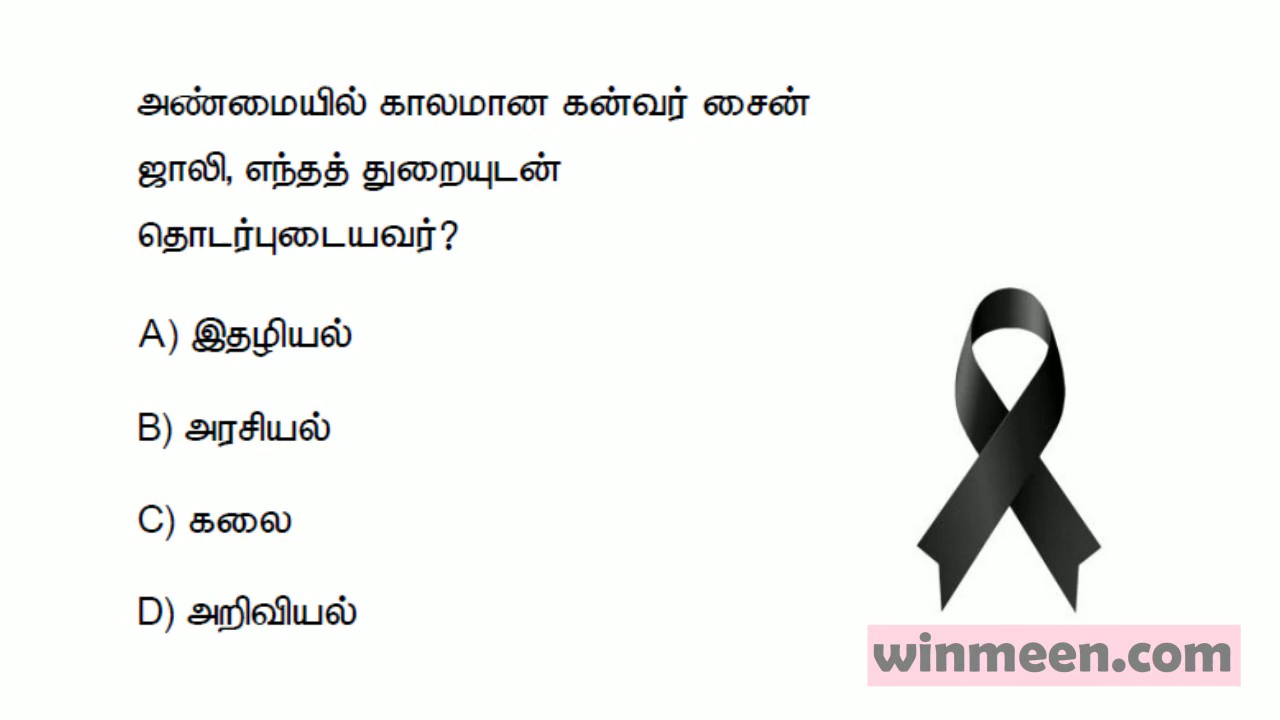 அண்மையில் காலமான கன்வர் சைன்
ஜாலி, எந்தத் துறையுடன்
தொடர்புடையவர்?
A) இதழியல்
B) அரசியல்
C) கலை
D) அறிவியல்
winmeen.com